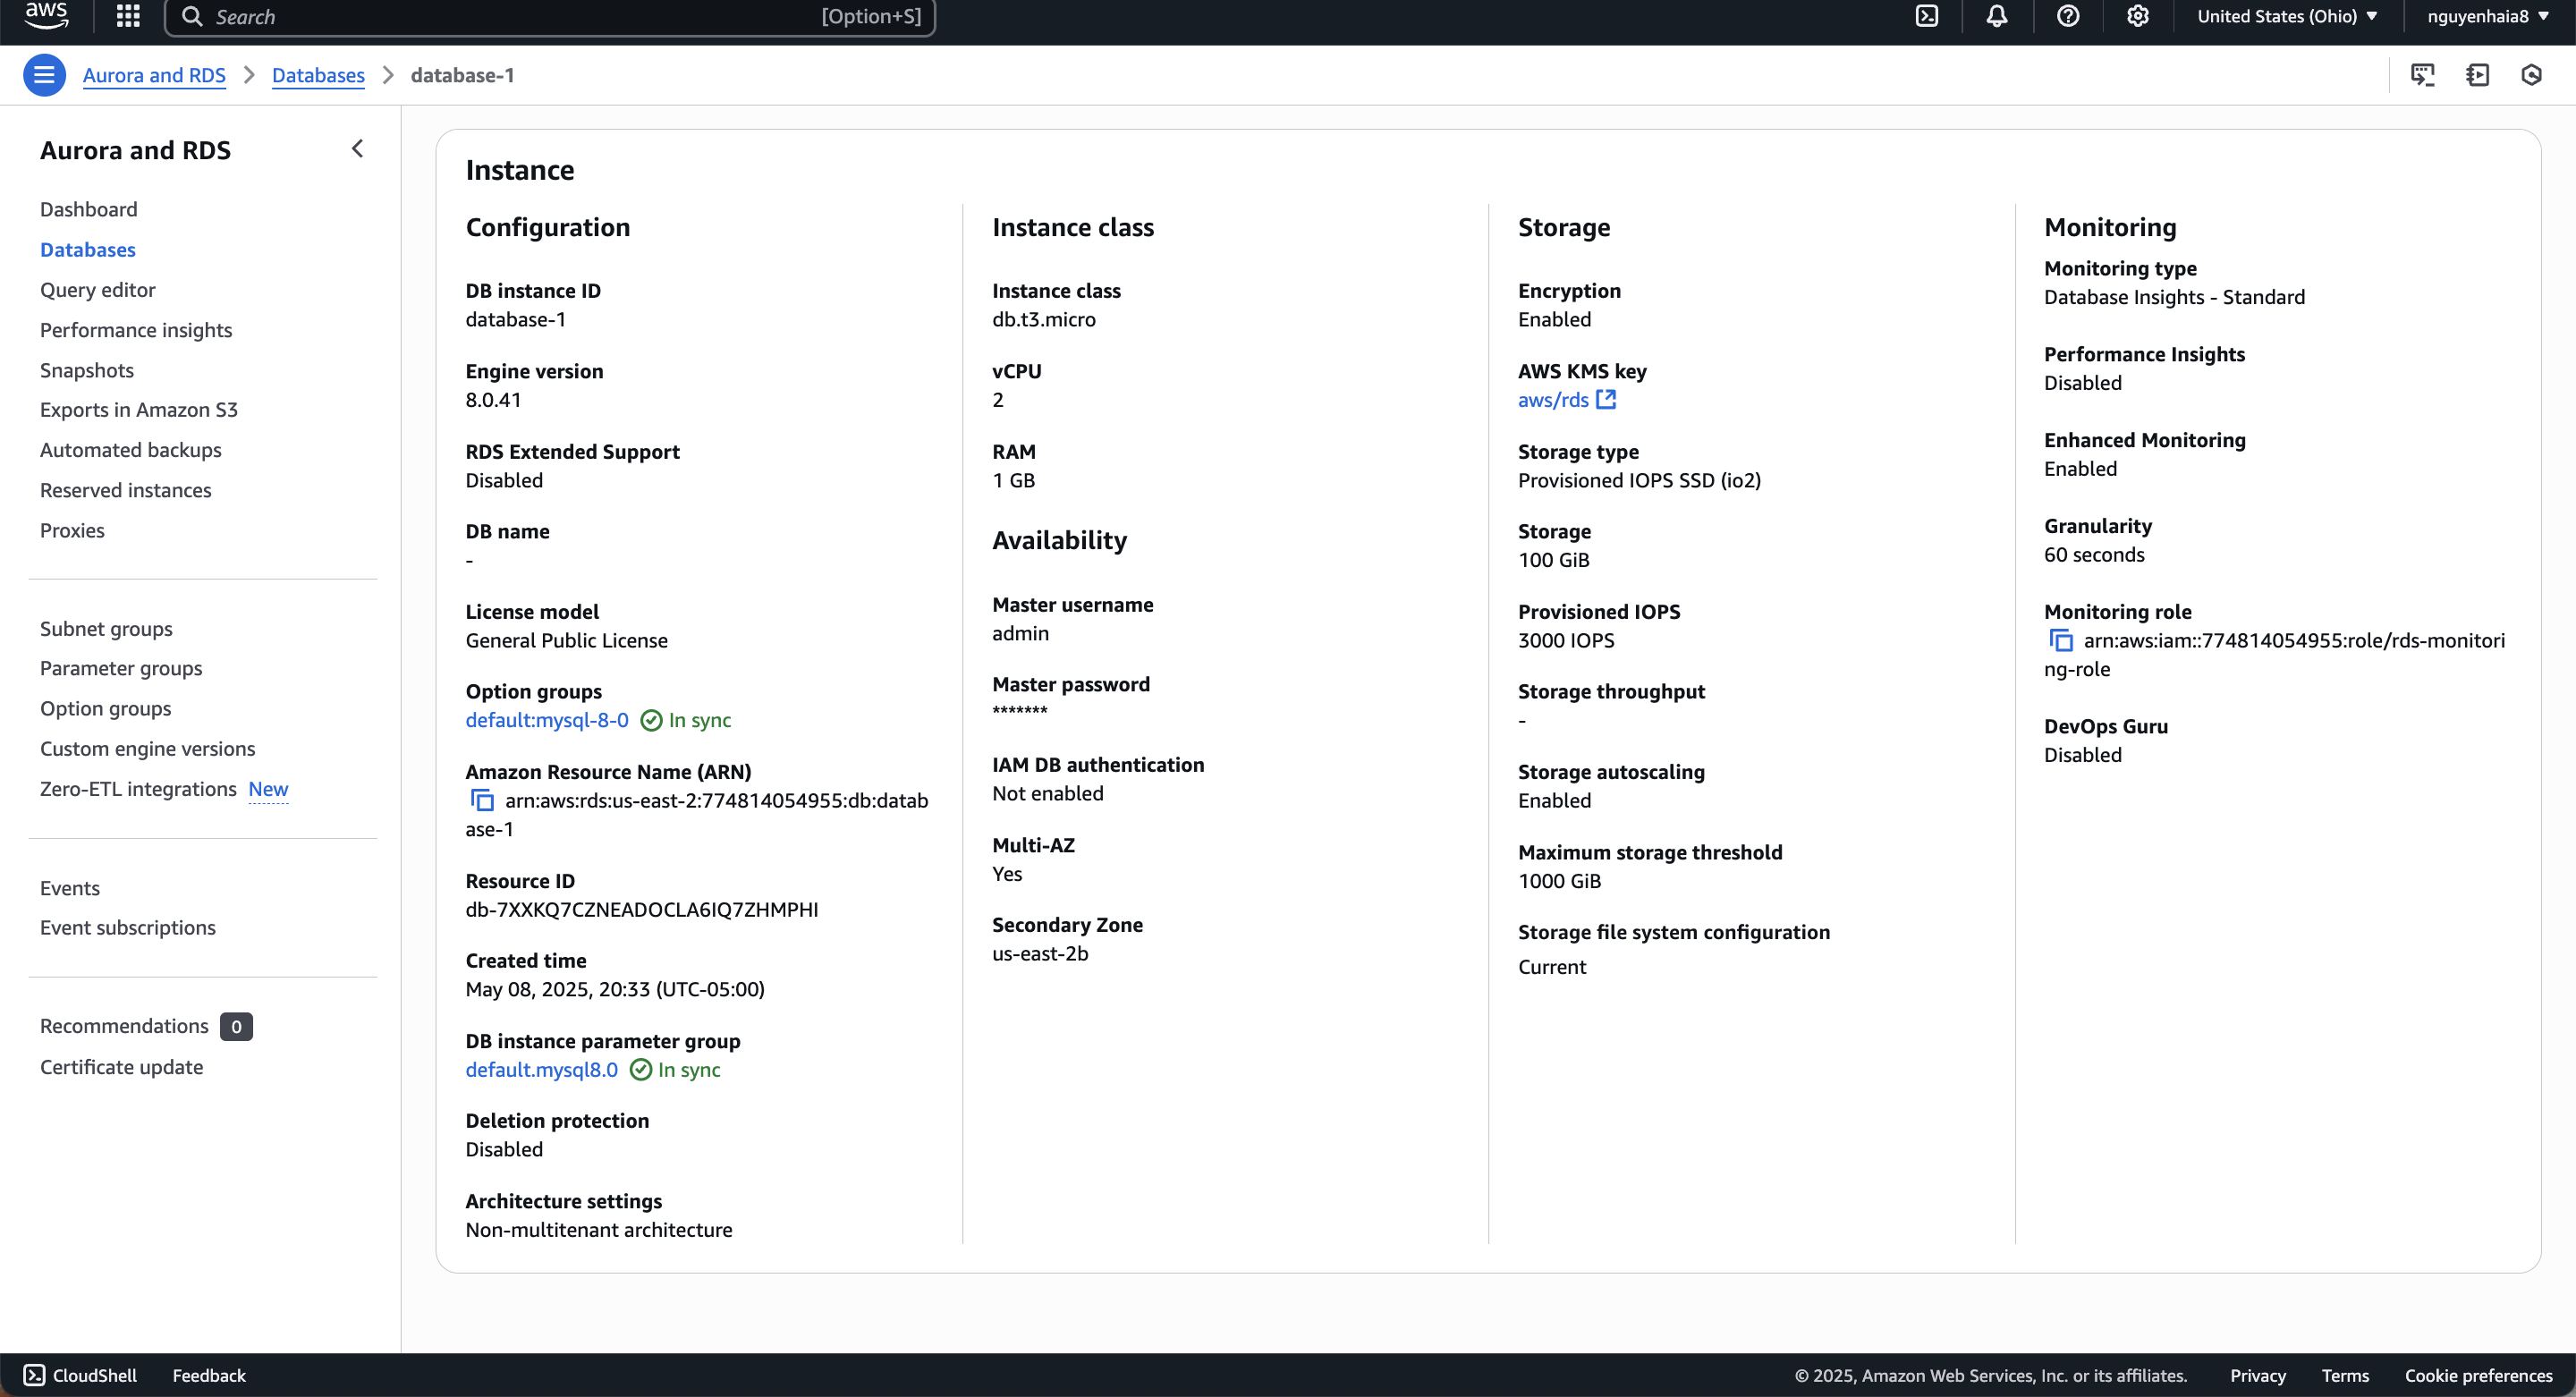 aws
Search [Option+S]
United States (Ohio)
nguyenhaia8
Aurora and RDS
Databases
database-1
Aurora and RDS
Dashboard
Databases
Query editor
Performance insights
Snapshots
Exports in Amazon S3
Automated backups
Reserved instances
Proxies
Subnet groups
Parameter groups
Option groups
Custom engine versions
Zero-ETL integrations New
Events
Event subscriptions
Recommendations 0
Certificate update
Instance
Configuration
DB instance ID
database-1
Engine version
8.0.41
RDS Extended Support
Disabled
DB name
-
License model
General Public License
Option groups
default:mysql-8-0 In sync
Amazon Resource Name (ARN)
arn:aws:rds:us-east-2:774814054955:db:datab
ase-1
Resource ID
db-7XXKQ7CZNEADOCLA6IQ7ZHMPHI
Created time
May 08, 2025, 20:33 (UTC-05:00)
DB instance parameter group
default.mysql8.0 In sync
Deletion protection
Disabled
Architecture settings
Non-multitenant architecture
Instance class
Instance class
db.t3.micro
vCPU
2
RAM
1 GB
Availability
Master username
admin
Master password
*******
IAM DB authentication
Not enabled
Multi-AZ
Yes
Secondary Zone
us-east-2b
Storage
Encryption
Enabled
AWS KMS key
aws/rds
Storage type
Provisioned IOPS SSD (io2)
Storage
100 GiB
Provisioned IOPS
3000 IOPS
Storage throughput
-
Storage autoscaling
Enabled
Maximum storage threshold
1000 GiB
Storage file system configuration
Current
Monitoring
Monitoring type
Database Insights - Standard
Performance Insights
Disabled
Enhanced Monitoring
Enabled
Granularity
60 seconds
Monitoring role
arn:aws:iam::774814054955:role/rds-monitori
ng-role
DevOps Guru
Disabled
CloudShell
Feedback
© 2025, Amazon Web Services, Inc. or its affiliates.
Privacy
Terms
Cookie preferences